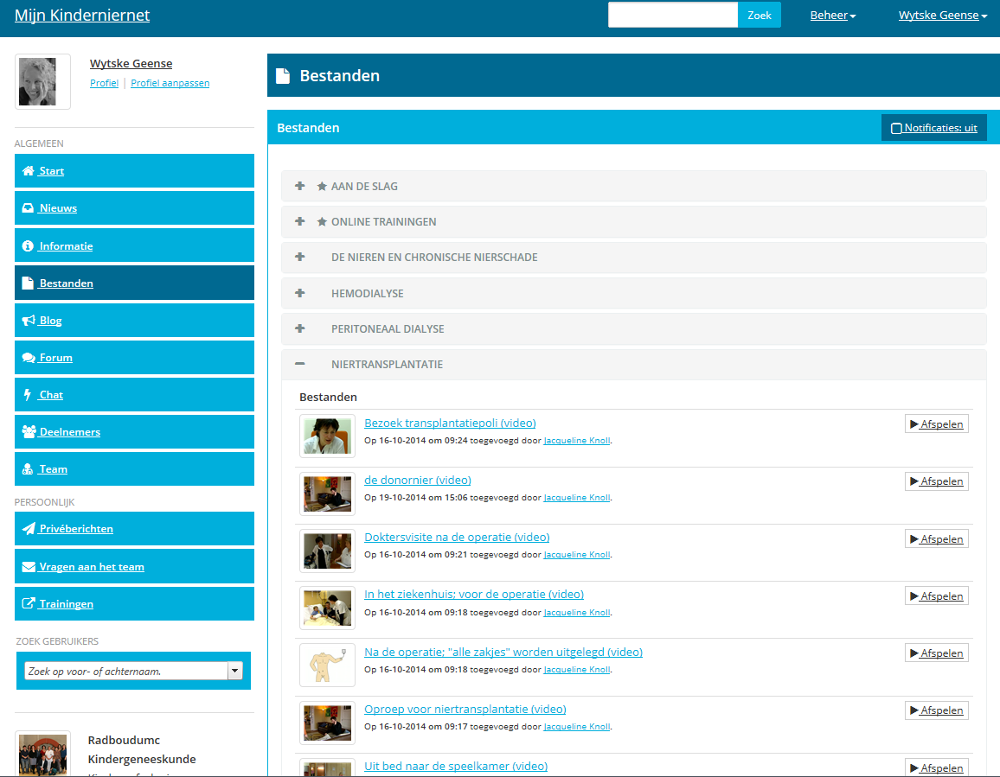 Mijn Kinderniernet
Zoek
Beheer
Wytske Geense
Wytske Geense
Profiel | Profiel aanpassen
ALGEMEEN
Start
Nieuws
Informatie
Bestanden
Blog
Forum
Chat
Deelnemers
Team
PERSOONLIJK
Privéberichten
Vragen aan het team
Trainingen
ZOEK GEBRUIKERS
Zoek op voor- of achternaam.
Radboudumc
Kindergeneeskunde
Bestanden
Bestanden
Notificaties: uit
AAN DE SLAG
ONLINE TRAININGEN
DE NIEREN EN CHRONISCHE NIERSCHADE
HEMODIALYSE
PERITONEAAL DIALYSE
NIERTRANSPLANTATIE
Bestanden
Bezoek transplantatiepoli (video)
Op 16-10-2014 om 09:24 toegevoegd door Jacqueline Knoll.
Afspelen
de donornier (video)
Op 19-10-2014 om 15:06 toegevoegd door Jacqueline Knoll.
Afspelen
Doktersvisite na de operatie (video)
Op 16-10-2014 om 09:21 toegevoegd door Jacqueline Knoll.
Afspelen
In het ziekenhuis; voor de operatie (video)
Op 16-10-2014 om 09:18 toegevoegd door Jacqueline Knoll.
Afspelen
Na de operatie; "alle zakjes" worden uitgelegd (video)
Op 16-10-2014 om 09:18 toegevoegd door Jacqueline Knoll.
Afspelen
Oproep voor niertransplantatie (video)
Op 16-10-2014 om 09:17 toegevoegd door Jacqueline Knoll.
Afspelen
Uit bed naar de speelkamer (video)
Afspelen